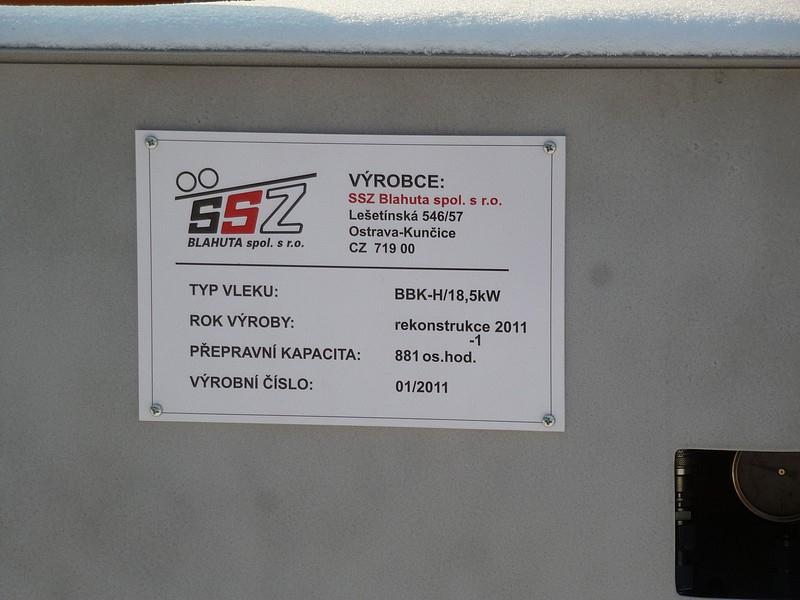 SSZ
BLAHUTA spol. s r.o.
VÝROBCE:
SSZ Blahuta spol. s r.o.
Lešetínská 546/57
Ostrava-Kunčice
CZ 719 00
TYP VLEKU: BBK-H/18,5kW
ROK VÝROBY: rekonstrukce 2011
PŘEPRAVNÍ KAPACITA: 881 os.hod.-1
VÝROBNÍ ČÍSLO: 01/2011